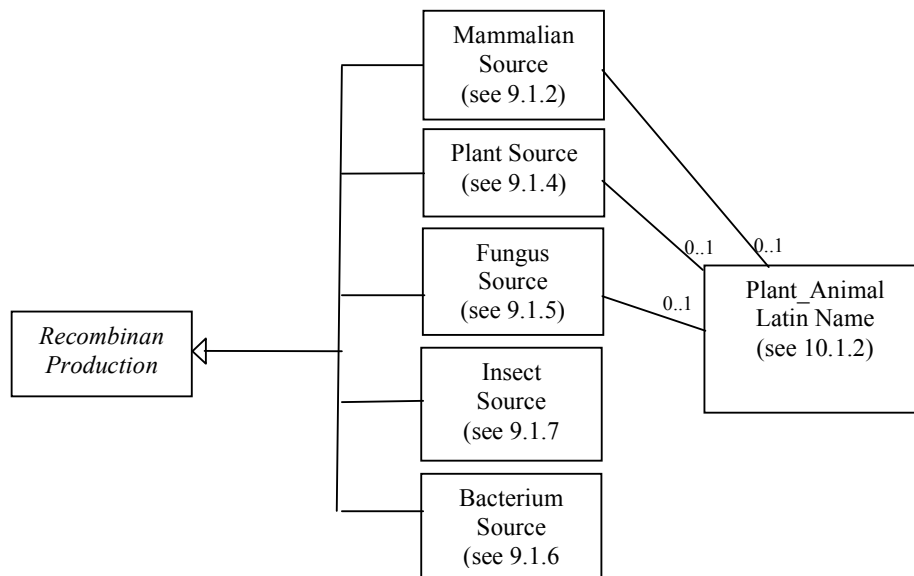 Mammalian
Source
(see 9.1.2)
Plant Source
(see 9.1.4)
0..1
0..1
Fungus
Source
(see 9.1.5)
0..1
Plant_Animal
Latin Name
(see 10.1.2)
Recombinan
Production
Insect
Source
(see 9.1.7
Bacterium
Source
(see 9.1.6